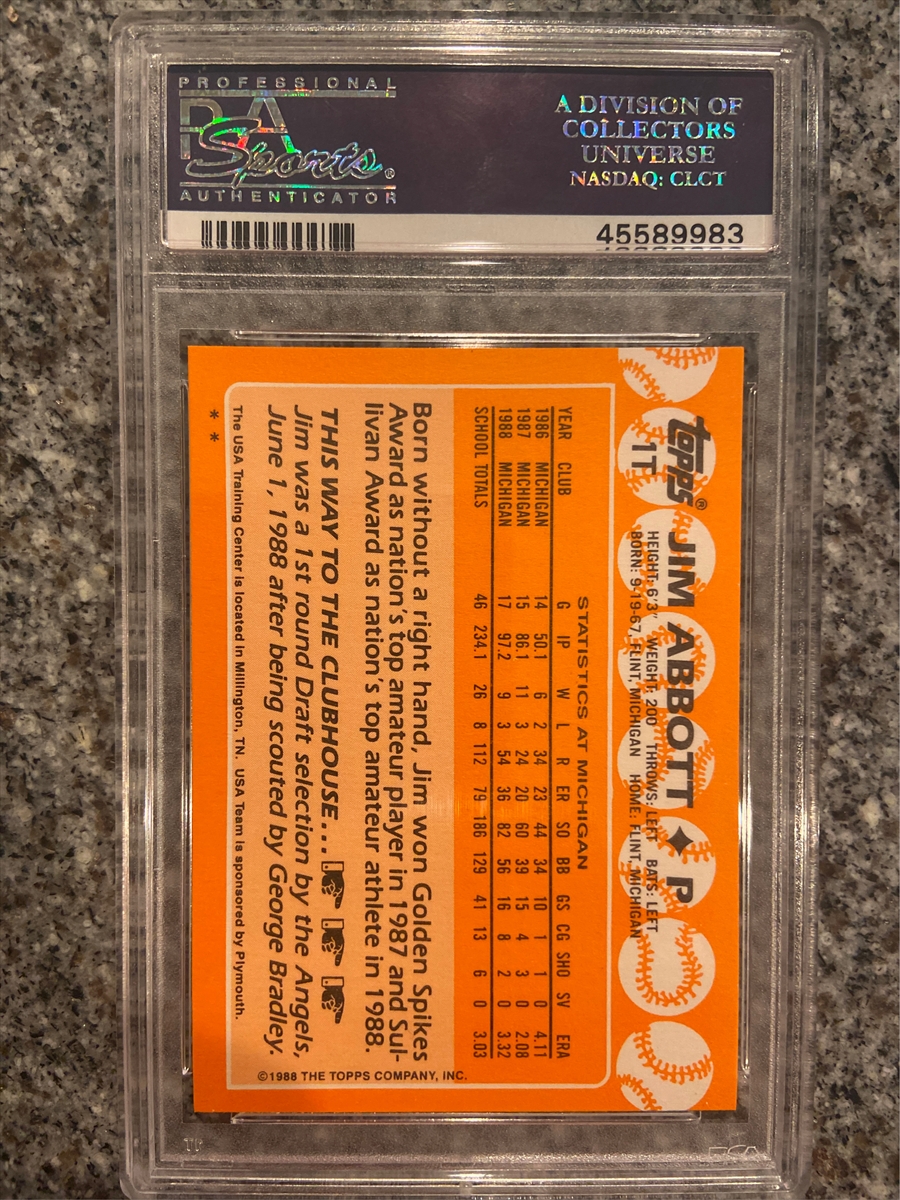 PROFESSIONAL
PSA
Sports®
AUTHENTICATOR
A DIVISION OF
COLLECTORS
UNIVERSE
NASDAQ: CLCT
45589983
Topps®
1T
JIM ABBOTT ◆ P
HEIGHT: 6'3" WEIGHT: 200 THROWS: LEFT BATS: LEFT
BORN: 9-19-67, FLINT, MICHIGAN HOME: FLINT, MICHIGAN
STATISTICS AT MICHIGAN
YEAR CLUB G IP W L R ER SO BB GS CG SHO SV ERA
1986 MICHIGAN 14 50.1 6 2 34 23 44 34 10 1 1 0 4.11
1987 MICHIGAN 15 86.1 11 3 24 20 60 39 15 4 3 0 2.08
1988 MICHIGAN 17 97.2 9 3 54 36 82 56 16 8 2 0 3.32
SCHOOL TOTALS 46 234.1 26 8 112 79 186 129 41 13 6 0 3.03
Born without a right hand, Jim won Golden Spikes
Award as nation's top amateur player in 1987 and Sul-
livan Award as nation's top amateur athlete in 1988.
THIS WAY TO THE CLUBHOUSE...
Jim was a 1st round Draft selection by the Angels,
June 1, 1988 after being scouted by George Bradley.
©1988 THE TOPPS COMPANY, INC.
The USA Training Center is located in Millington, TN. USA Team is sponsored by Plymouth.
* *